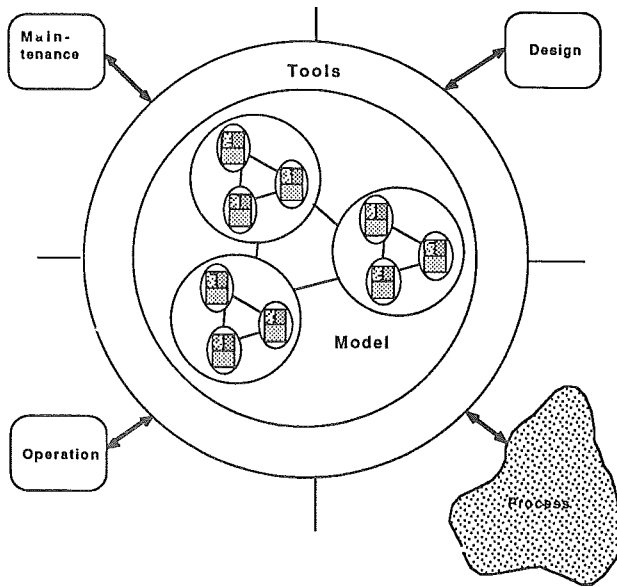 Main-
tenance
Design
Tools
Model
Operation
Process